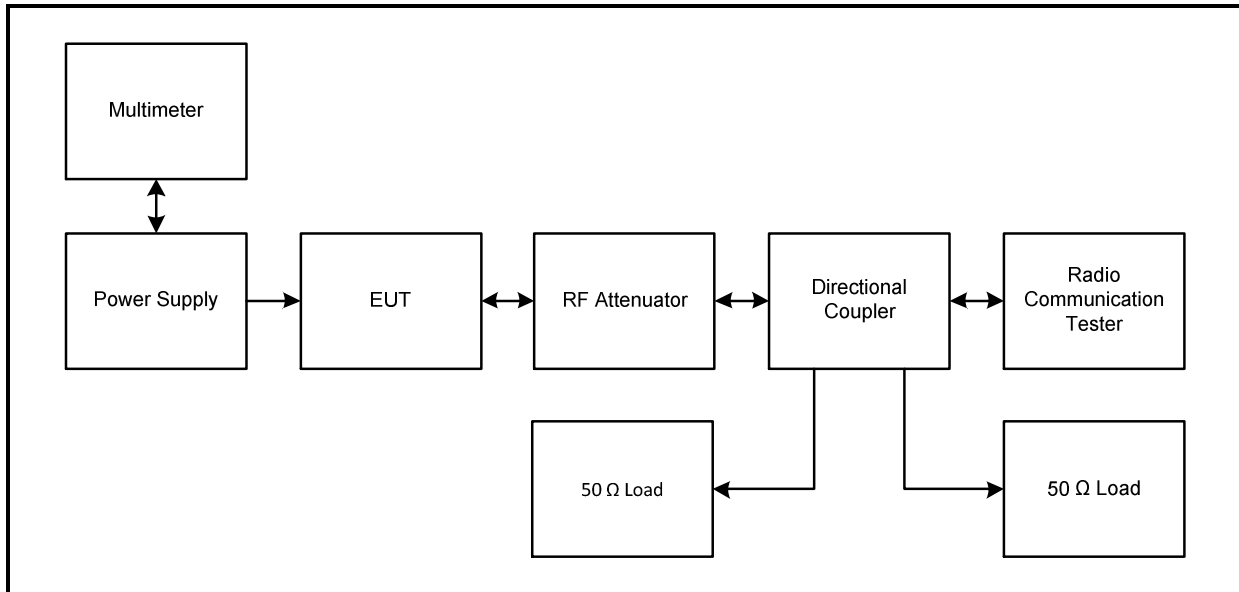 Multimeter
Power Supply
EUT
RF Attenuator
Directional
Coupler
Radio
Communication
Tester
50 Ω Load
50 Ω Load